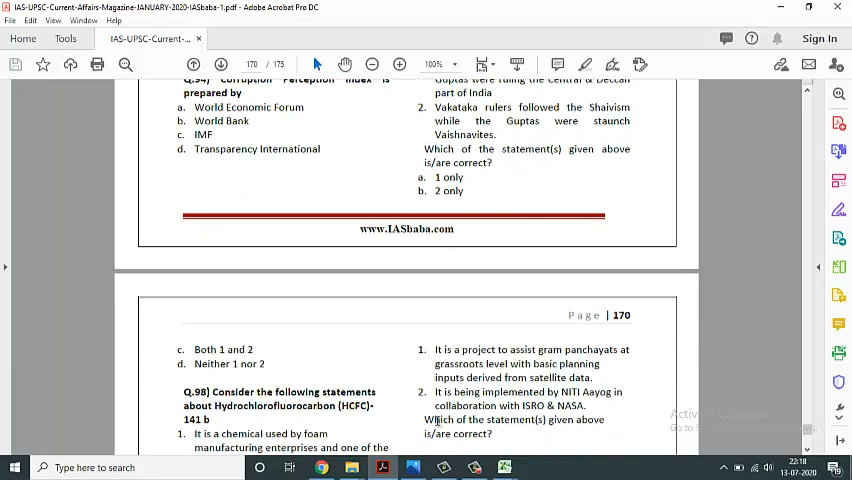 IAS-UPSC-Current-Affairs-Magazine-JANUARY-2020-IASbaba-1.pdf - Adobe Acrobat Pro DC
File Edit View Window Help
Home Tools IAS-UPSC-Current-... × Sign In
170 / 175 100%
Q.94) Corruption Perception Index is
prepared by
a. World Economic Forum
b. World Bank
c. IMF
d. Transparency International
Guptas were ruling the Central & Deccan
part of India
2. Vakataka rulers followed the Shaivism
while the Guptas were staunch
Vaishnavites.
Which of the statement(s) given above
is/are correct?
a. 1 only
b. 2 only
www.IASbaba.com
Page | 170
c. Both 1 and 2
d. Neither 1 nor 2
Q.98) Consider the following statements
about Hydrochlorofluorocarbon (HCFC)-
141 b
1. It is a chemical used by foam
manufacturing enterprises and one of the
1. It is a project to assist gram panchayats at
grassroots level with basic planning
inputs derived from satellite data.
2. It is being implemented by NITI Aayog in
collaboration with ISRO & NASA.
Which of the statement(s) given above
is/are correct?
Activate Windows
Go to Settings
Type here to search
22:18
13-07-2020
19